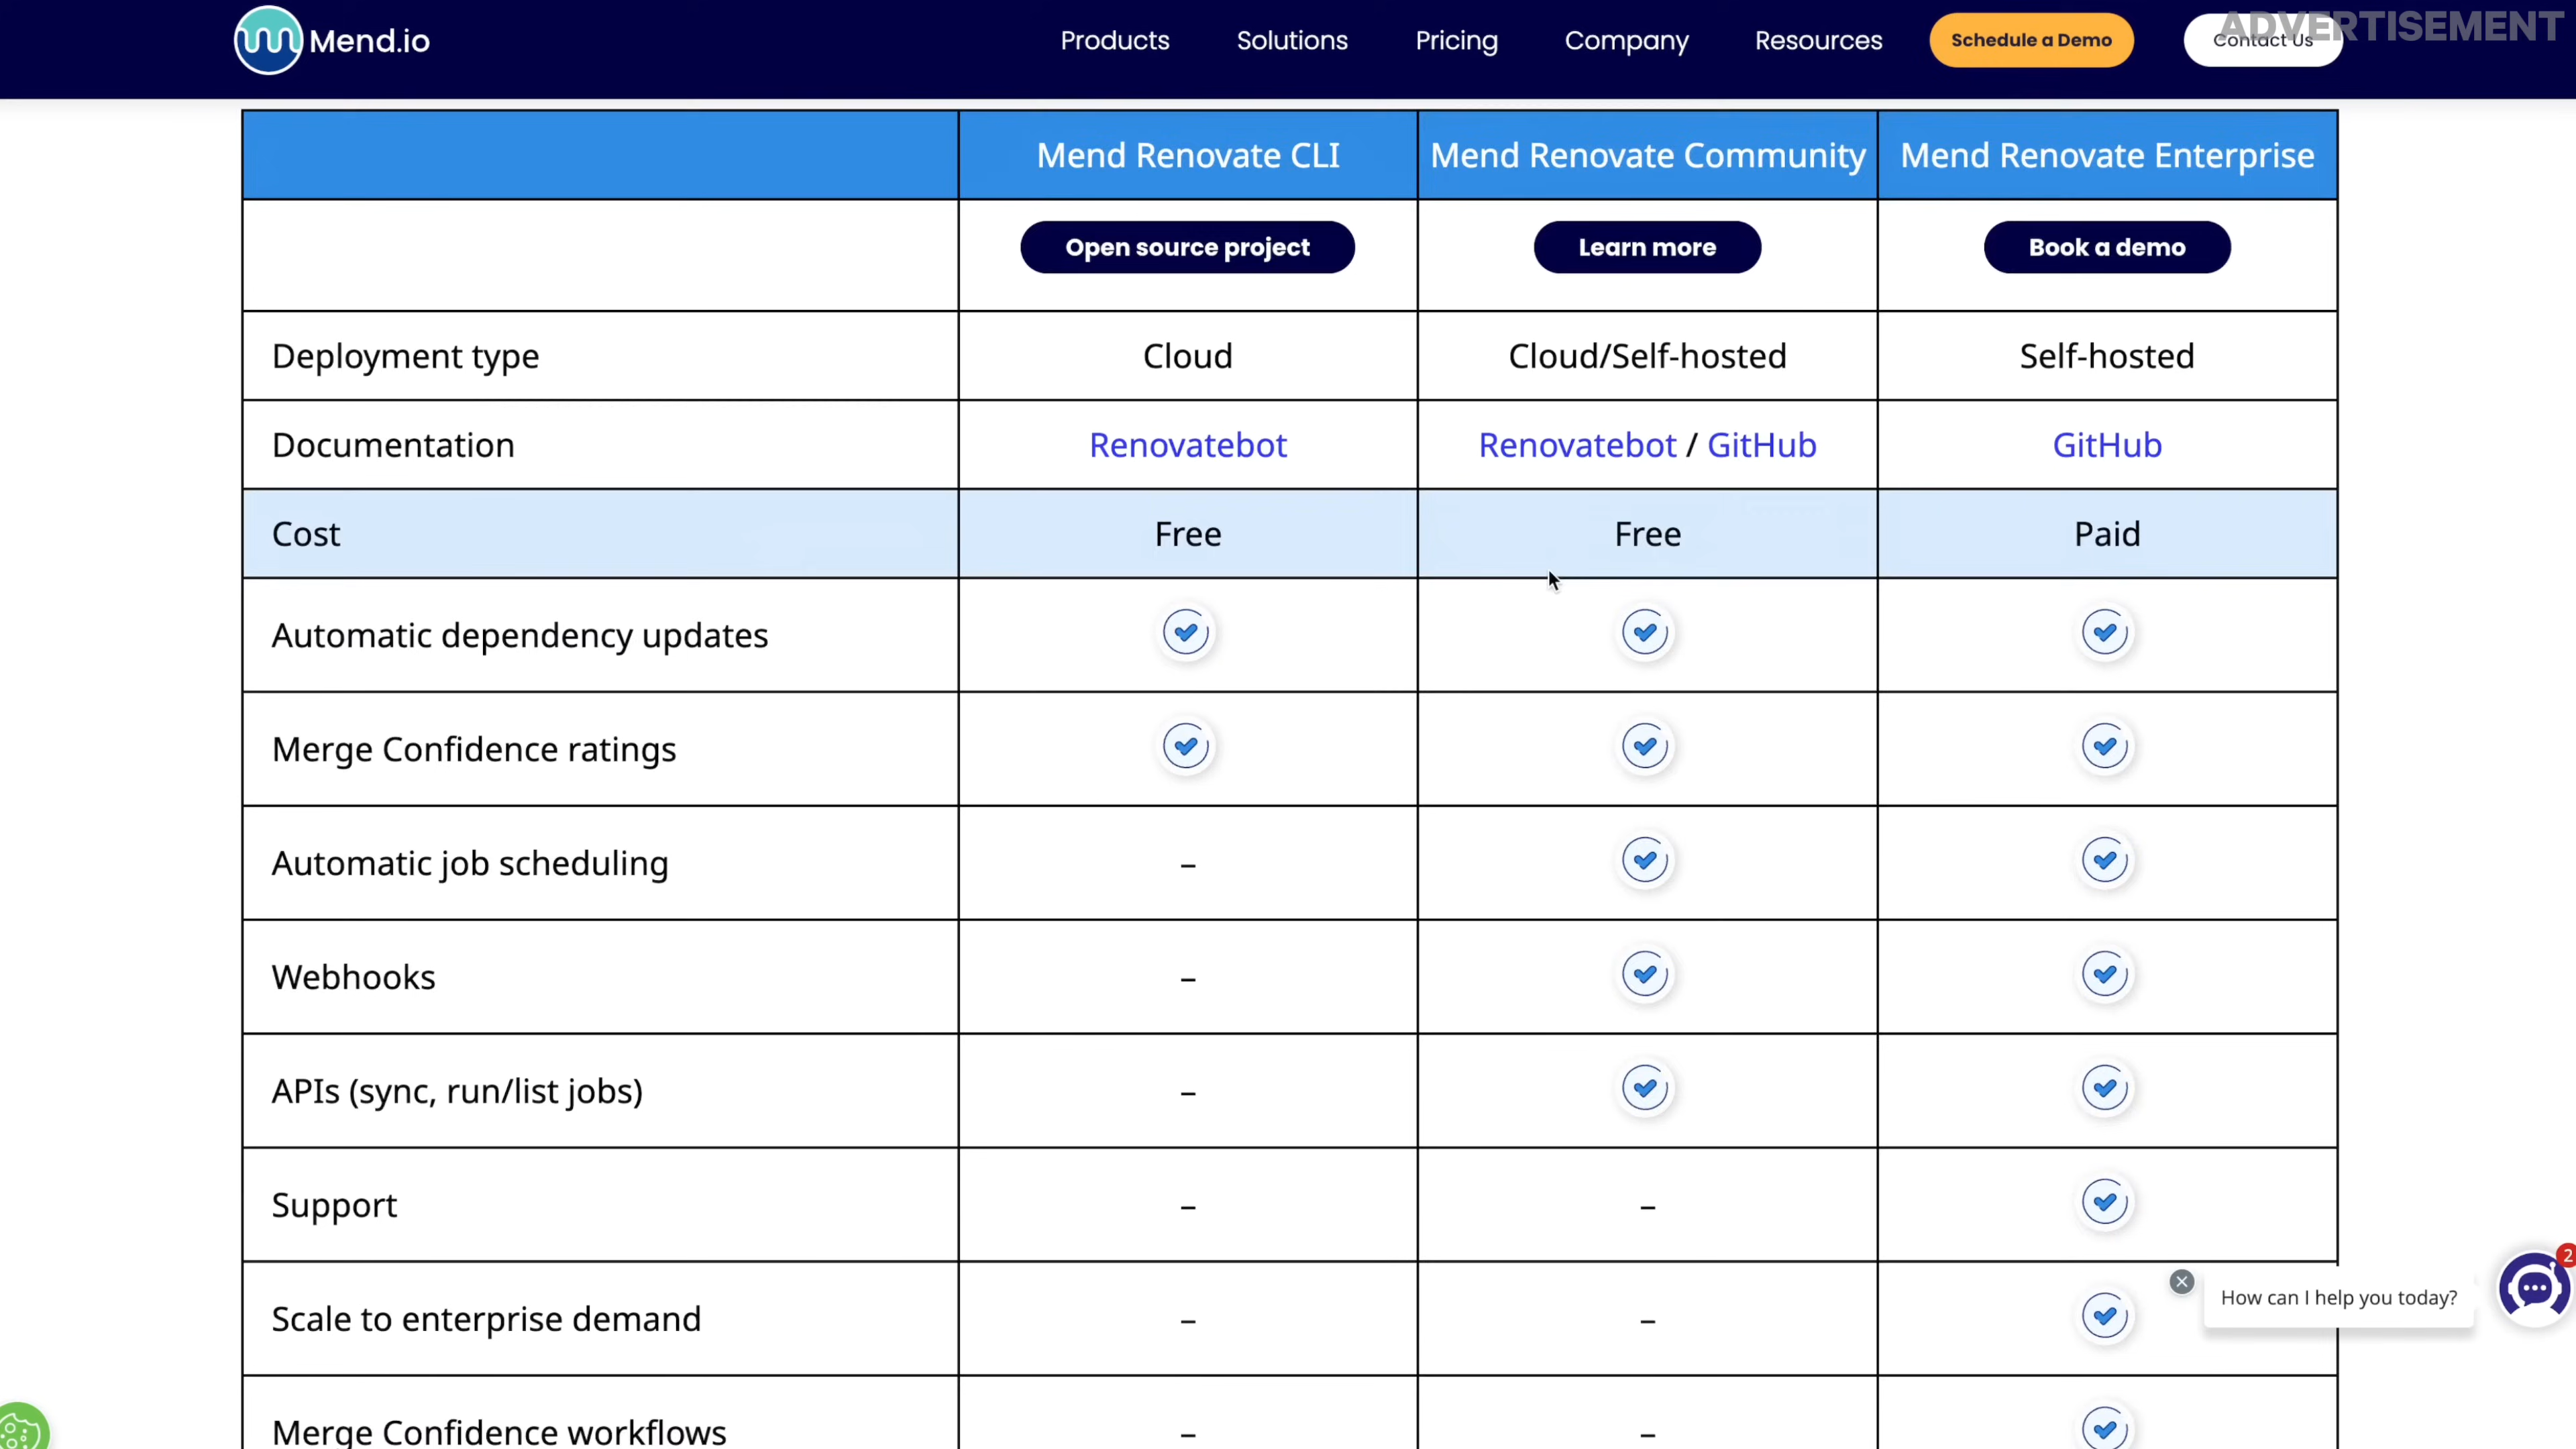 Mend.io
Products Solutions Pricing Company Resources Schedule a Demo Contact Us
ADVERTISEMENT
Mend Renovate CLI Mend Renovate Community Mend Renovate Enterprise
Open source project Learn more Book a demo
Deployment type Cloud Cloud/Self-hosted Self-hosted
Documentation Renovatebot Renovatebot / GitHub GitHub
Cost Free Free Paid
Automatic dependency updates
Merge Confidence ratings
Automatic job scheduling –
Webhooks –
APIs (sync, run/list jobs) –
Support – –
Scale to enterprise demand – –
How can I help you today?
2
Merge Confidence workflows – –